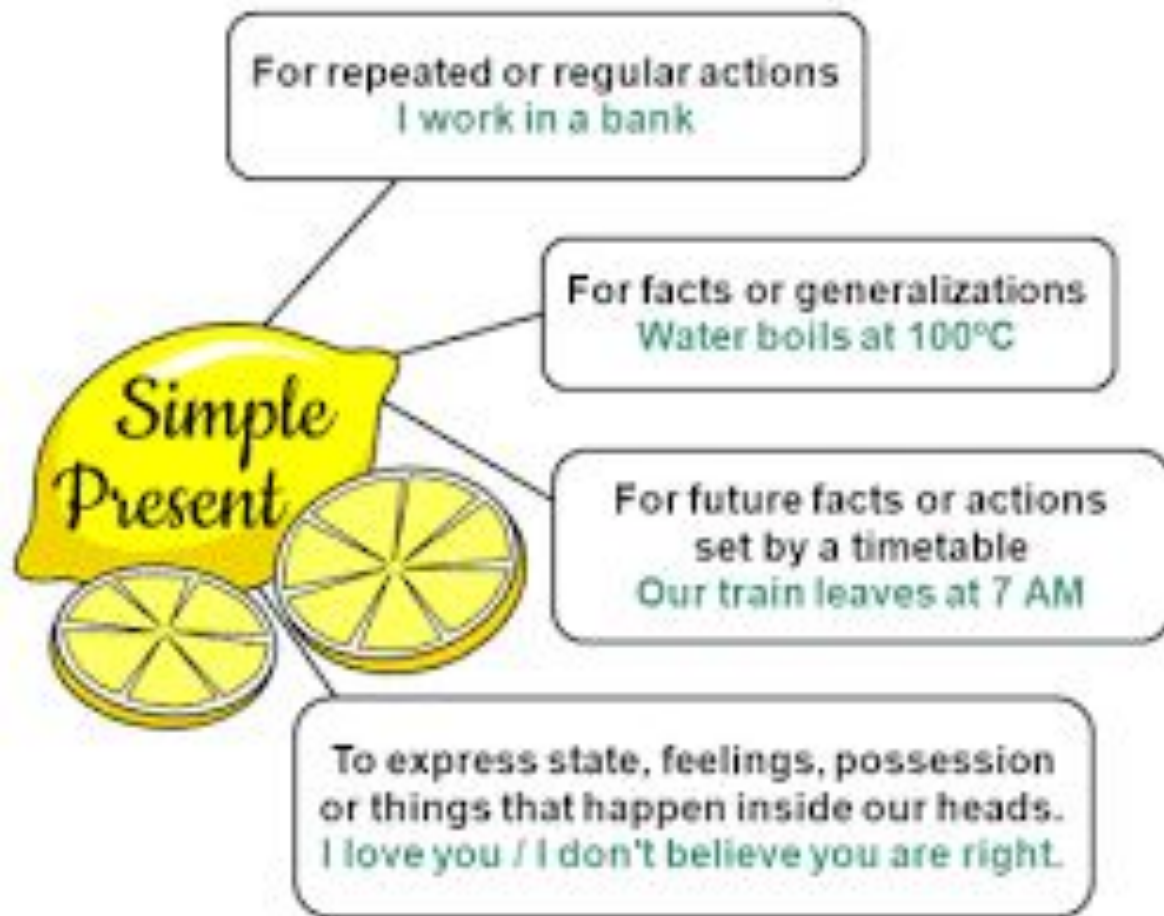 For repeated or regular actions
I work in a bank
For facts or generalizations
Water boils at 100ºC
Simple
Present
For future facts or actions
set by a timetable
Our train leaves at 7 AM
To express state, feelings, possession
or things that happen inside our heads.
I love you / I don't believe you are right.